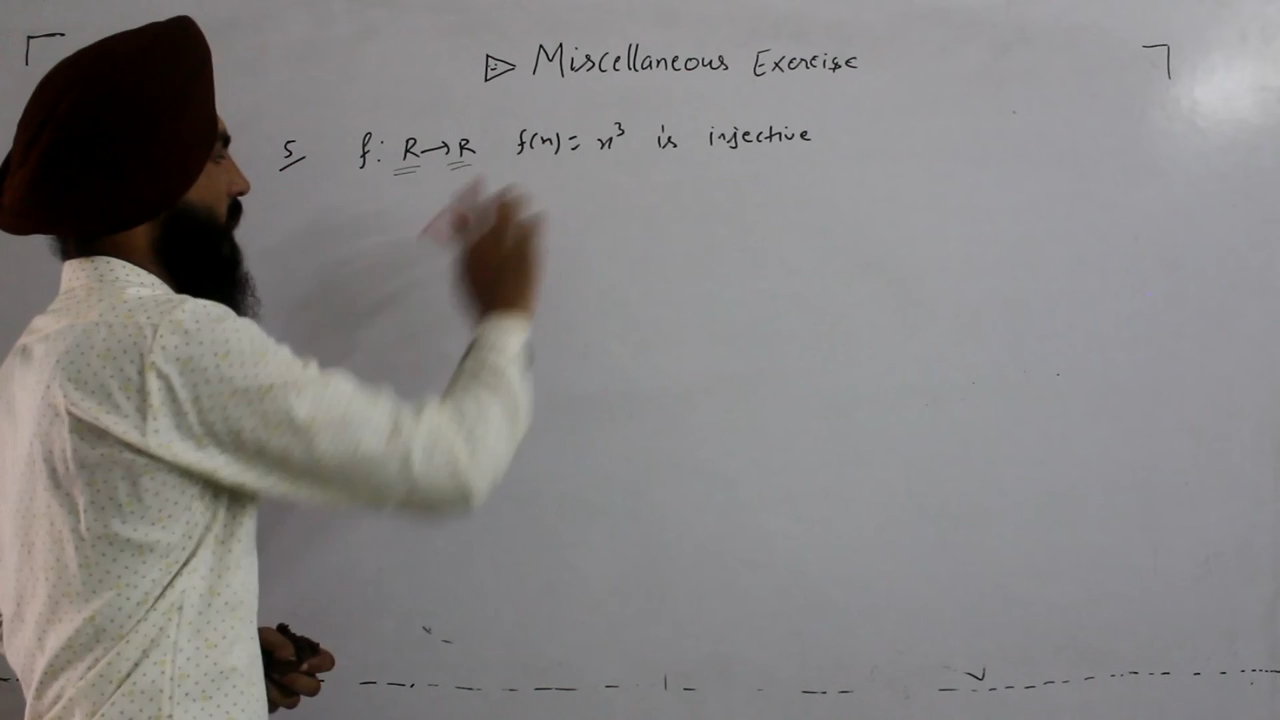 Miscellaneous Exercise
5 f: R→R f(x) = x³ is injective